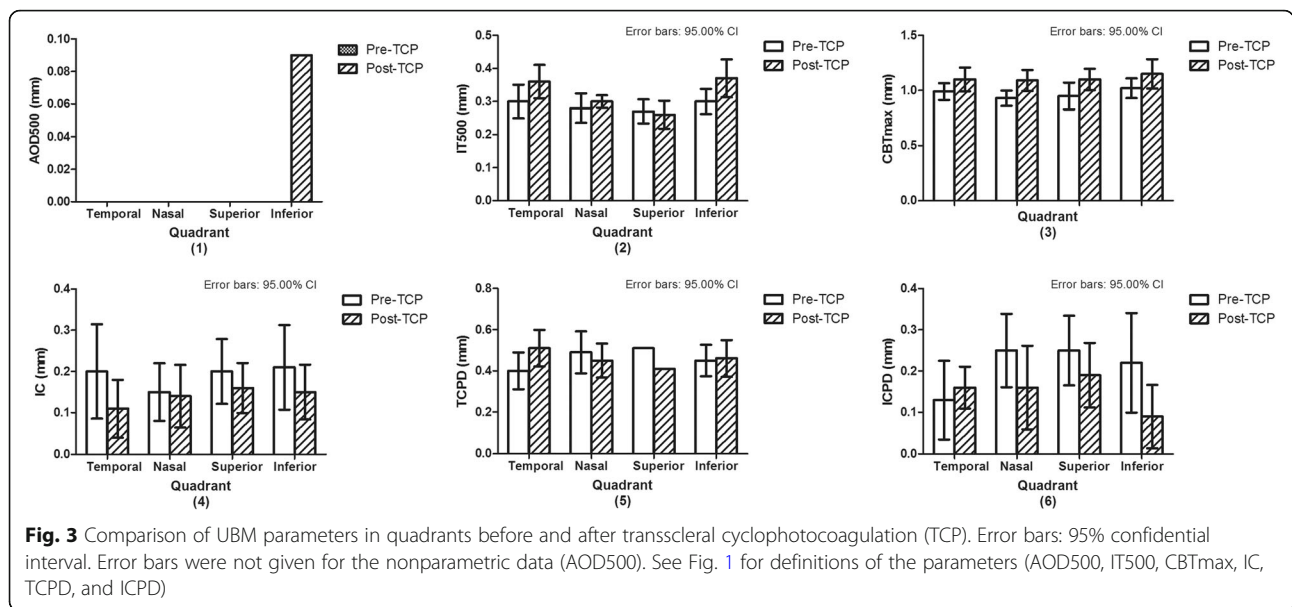 0.10
0.08
0.06
0.04
0.02
0.00
AOD500 (mm)
Temporal Nasal Superior Inferior
Quadrant
(1)
Pre-TCP
Post-TCP
Error bars: 95.00% CI
0.5
0.4
0.3
0.2
0.1
0.0
IT500 (mm)
Temporal Nasal Superior Inferior
Quadrant
(2)
Pre-TCP
Post-TCP
Error bars: 95.00% CI
1.5
1.0
0.5
0.0
CBTmax (mm)
Quadrant
(3)
Pre-TCP
Post-TCP
Error bars: 95.00% CI
0.4
0.3
0.2
0.1
0.0
IC (mm)
Temporal Nasal Superior Inferior
Quadrant
(4)
Pre-TCP
Post-TCP
Error bars: 95.00% CI
0.8
0.6
0.4
0.2
0.0
TCPD (mm)
Temporal Nasal Superior Inferior
Quadrant
(5)
Pre-TCP
Post-TCP
Error bars: 95.00% CI
0.4
0.3
0.2
0.1
0.0
ICPD (mm)
Temporal Nasal Superior Inferior
Quadrant
(6)
Pre-TCP
Post-TCP
Fig. 3 Comparison of UBM parameters in quadrants before and after transscleral cyclophotocoagulation (TCP). Error bars: 95% confidential
interval. Error bars were not given for the nonparametric data (AOD500). See Fig. 1 for definitions of the parameters (AOD500, IT500, CBTmax, IC,
TCPD, and ICPD)